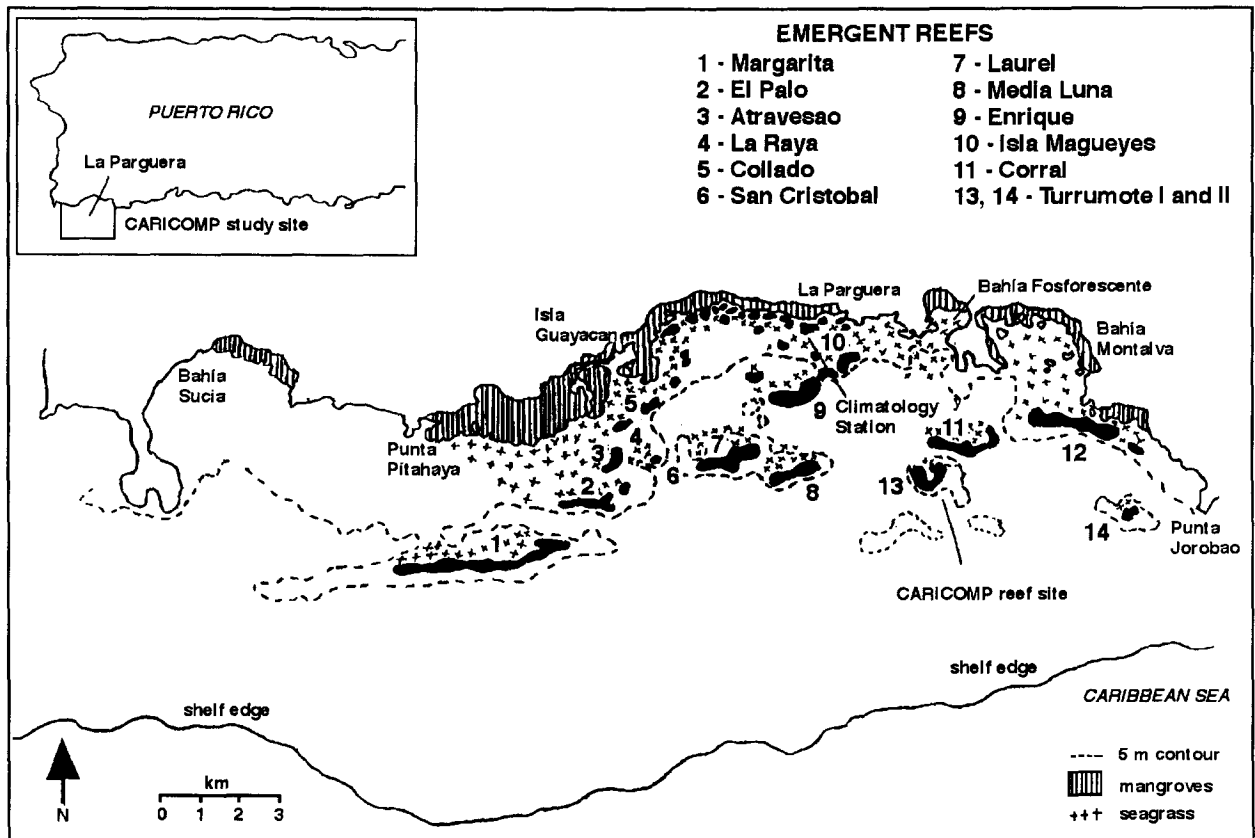 PUERTO RICO
La Parguera
CARICOMP study site
EMERGENT REEFS
1 - Margarita
2 - El Palo
3 - Atravesao
4 - La Raya
5 - Collado
6 - San Cristobal
7 - Laurel
8 - Media Luna
9 - Enrique
10 - Isla Magueyes
11 - Corral
13, 14 - Turrumote I and II
La Parguera
Bahía Fosforescente
Isla
Guayacan
Bahía
Montalva
Bahía
Sucia
10
5
9
Climatology
Station
Punta
Pitahaya
4
3
11
12
7
6
8
2
13
14
Punta
Jorobao
1
CARICOMP reef site
shelf edge
shelf edge
CARIBBEAN SEA
N
km
0 1 2 3
5 m contour
mangroves
seagrass